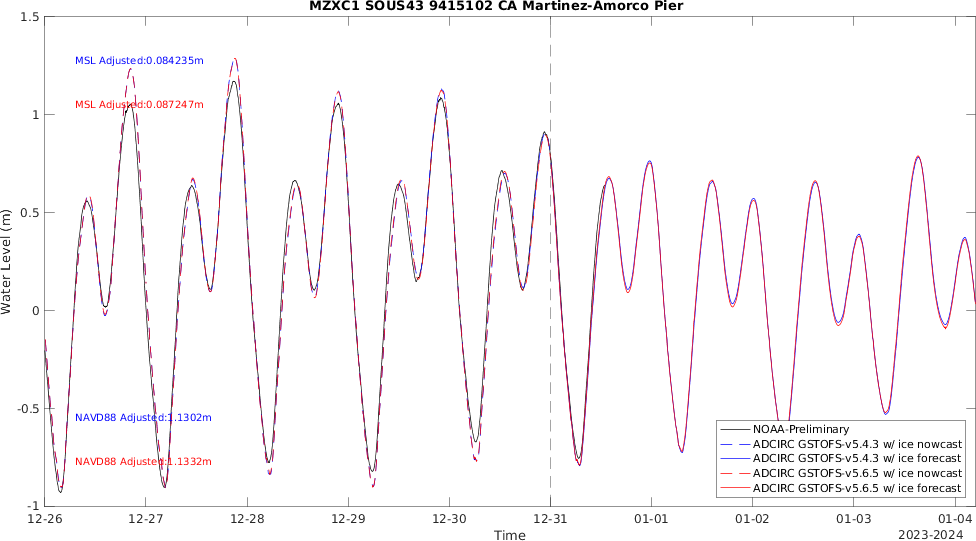 MZXC1 SOUS43 9415102 CA Martinez-Amorco Pier
1.5
1
0.5
0
-0.5
-1
Water Level (m)
MSL Adjusted:0.084235m
MSL Adjusted:0.087247m
NAVD88 Adjusted:1.1302m
NAVD88 Adjusted:1.1332m
NOAA-Preliminary
ADCIRC GSTOFS-v5.4.3 w/ ice nowcast
ADCIRC GSTOFS-v5.4.3 w/ ice forecast
ADCIRC GSTOFS-v5.6.5 w/ ice nowcast
ADCIRC GSTOFS-v5.6.5 w/ ice forecast
12-26 12-27 12-28 12-29 12-30 12-31 01-01 01-02 01-03 01-04
Time
2023-2024